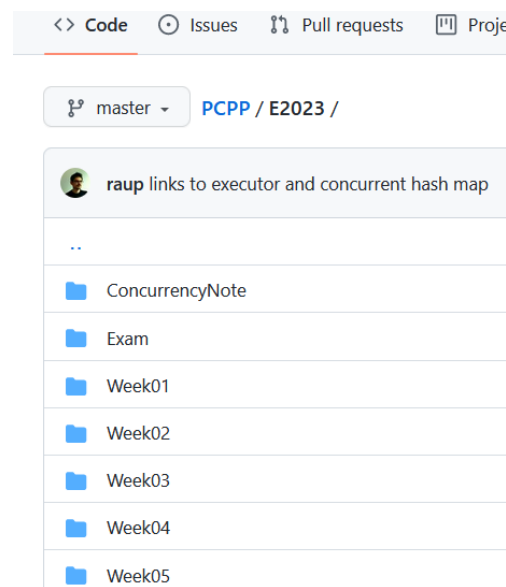 <> Code Issues Pull requests Proje
master PCPP / E2023 /
raup links to executor and concurrent hash map
..
ConcurrencyNote
Exam
Week01
Week02
Week03
Week04
Week05